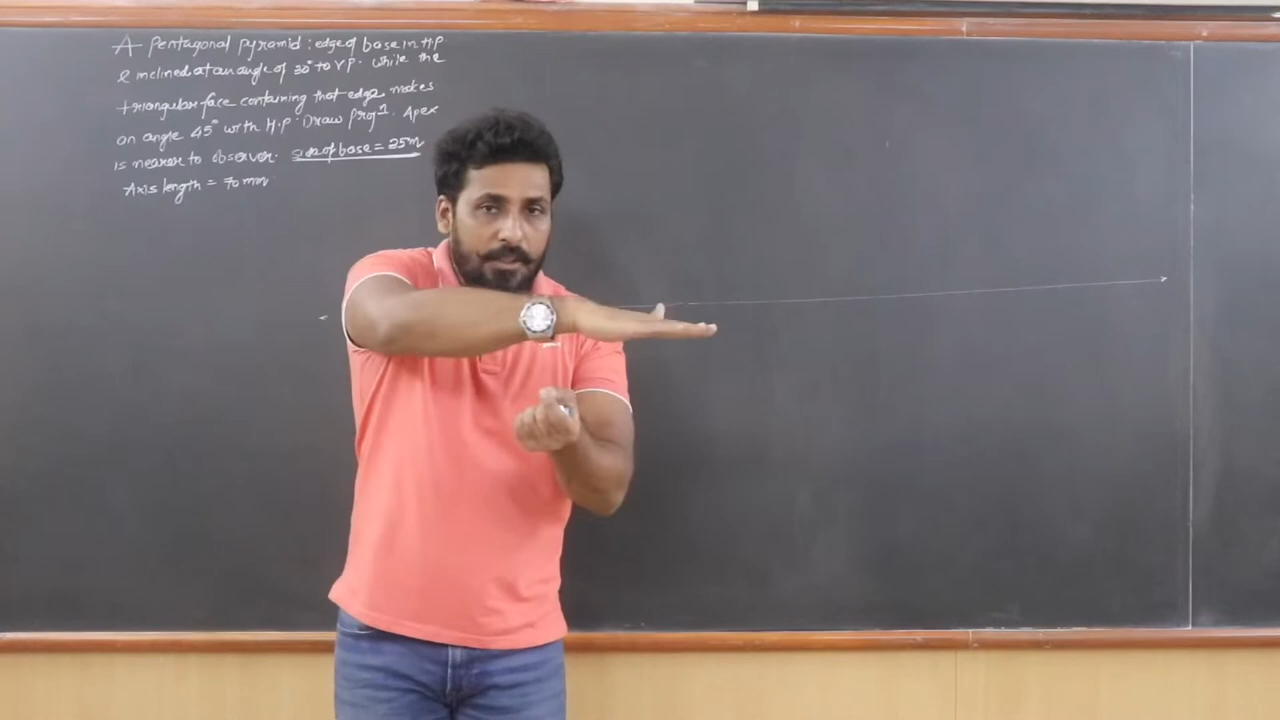 A pentagonal pyramid : edge of base in HP
& inclined at an angle of 30° to VP. while the
triangular face containing that edge makes
an angle 45° with H.P. Draw projⁿ. Apex
is nearer to observer. side of base = 35m
Axis length = 70 mm